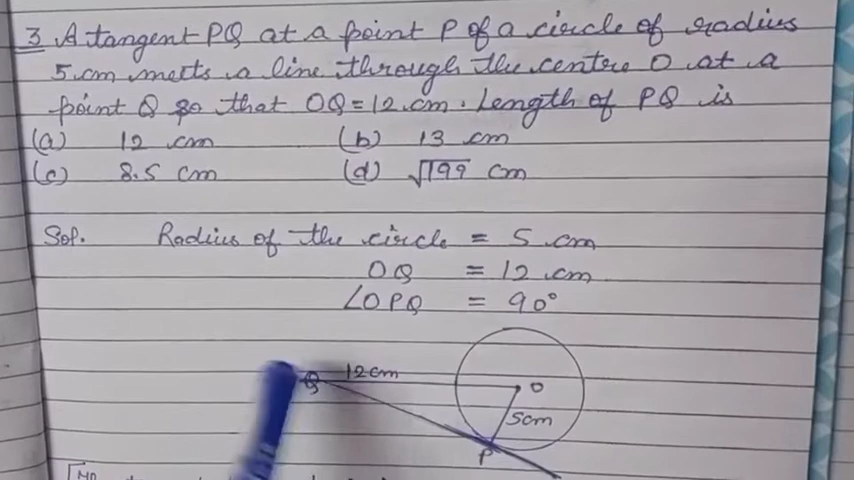 3 A tangent PQ at a point P of a circle of radius
5 cm meets a line through the centre O at a
point Q so that OQ = 12 cm. Length of PQ is
(a) 12 cm (b) 13 cm
(c) 8.5 cm (d) √199 cm
Sol. Radius of the circle = 5 cm
OQ = 12 cm
∠OPQ = 90°
Q 12 cm O
5cm
P